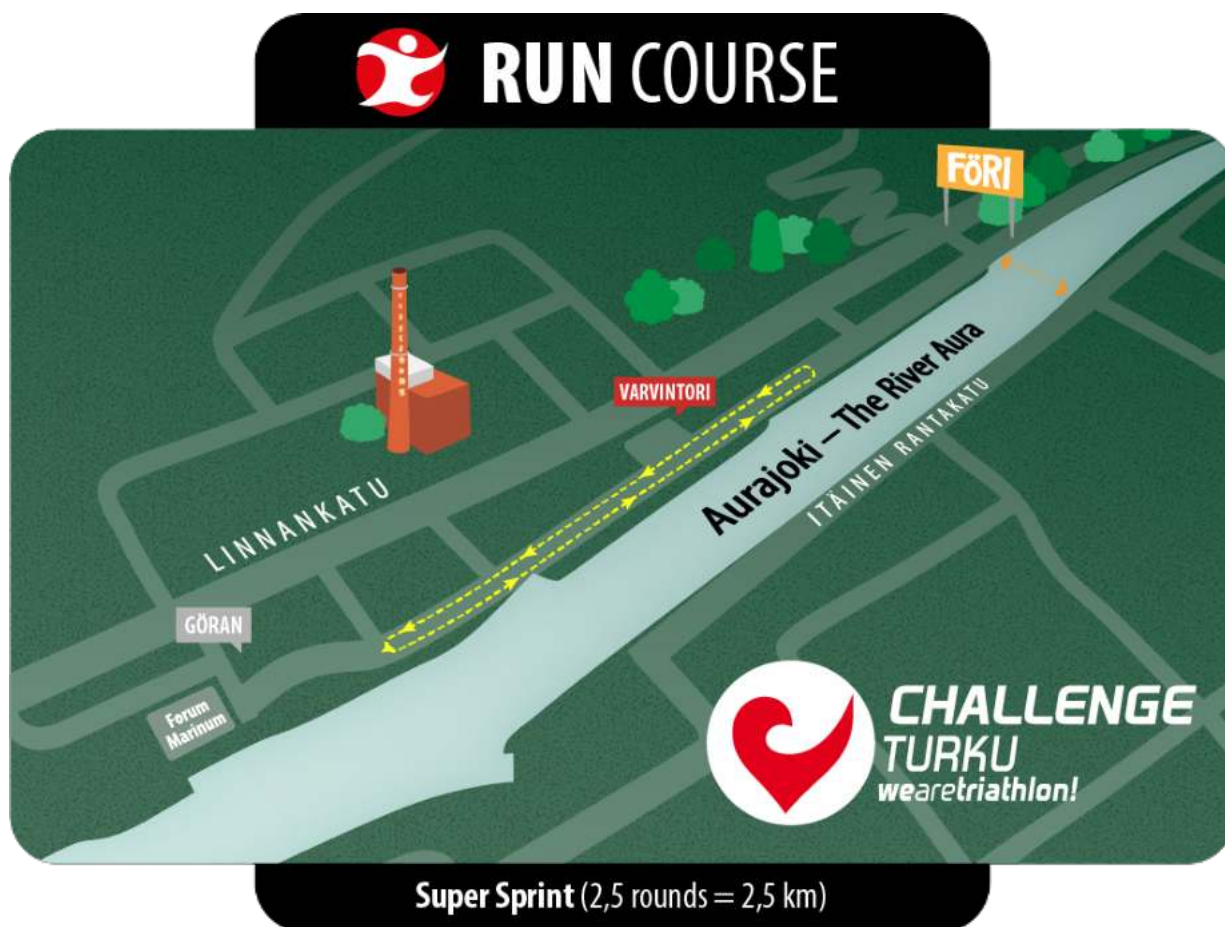 RUN COURSE
FÖRI
VARVINTORI
Aurajoki – The River Aura
ITÄINEN RANTAKATU
LINNANKATU
GÖRAN
Forum
Marinum
CHALLENGE
TURKU
wearetriathlon!
Super Sprint (2,5 rounds = 2,5 km)